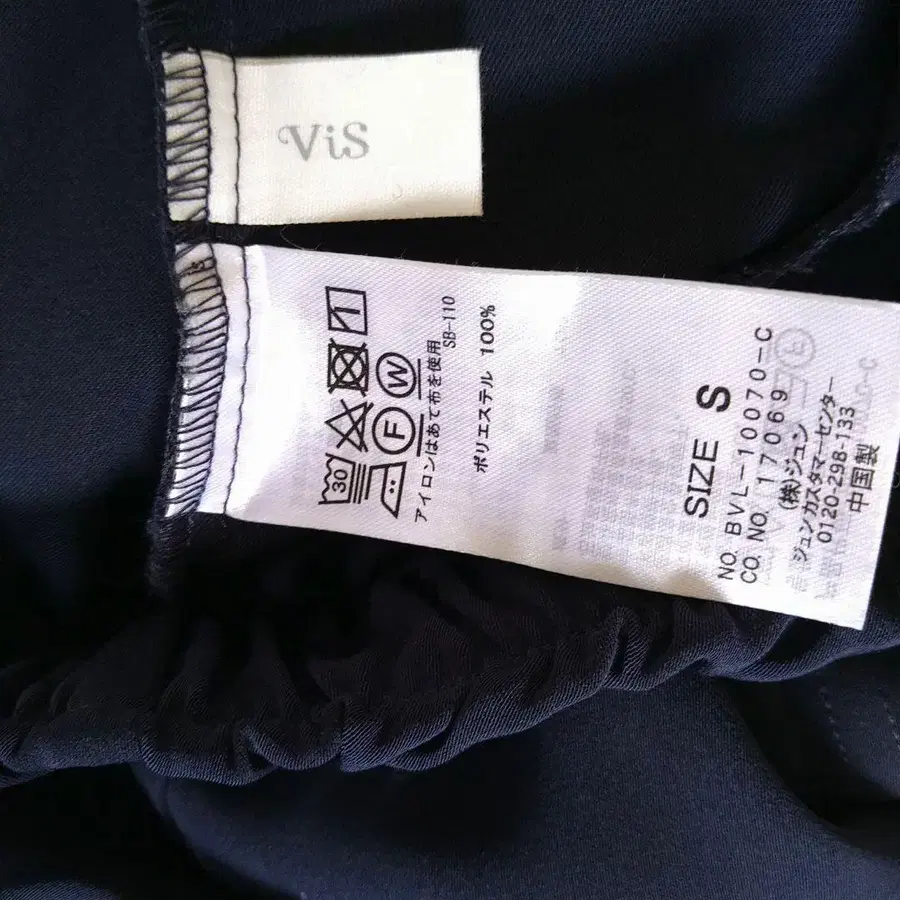 ViS
30
F
W
アイロンはあて布を使用
SB-110
ポリエステル 100%
SIZE S
NO. BVL-10070-C
CO. NO. 17069
(株)ジュン
ジュンカスタマーセンター
0120-298-133
中国製